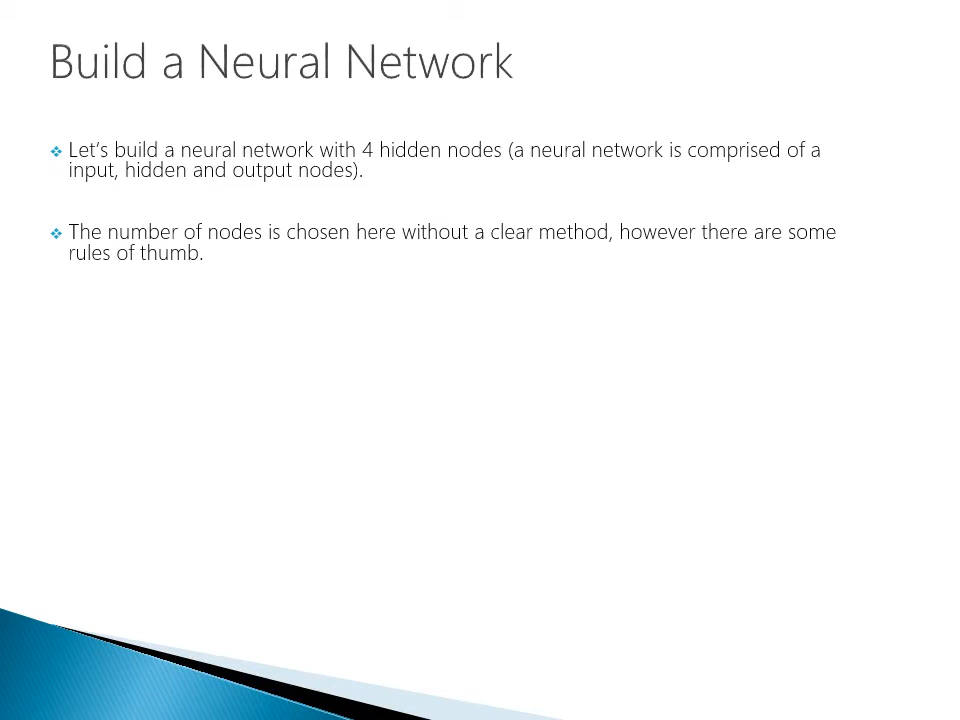 Build a Neural Network
Let’s build a neural network with 4 hidden nodes (a neural network is comprised of a
input, hidden and output nodes).
The number of nodes is chosen here without a clear method, however there are some
rules of thumb.